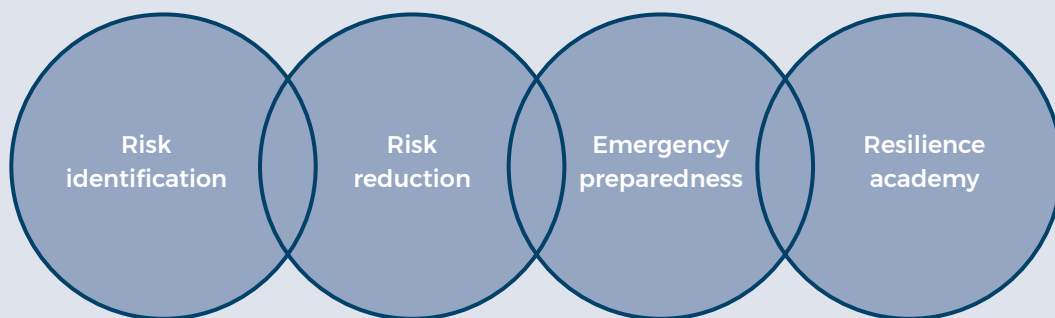 Risk
identification
Risk
reduction
Emergency
preparedness
Resilience
academy